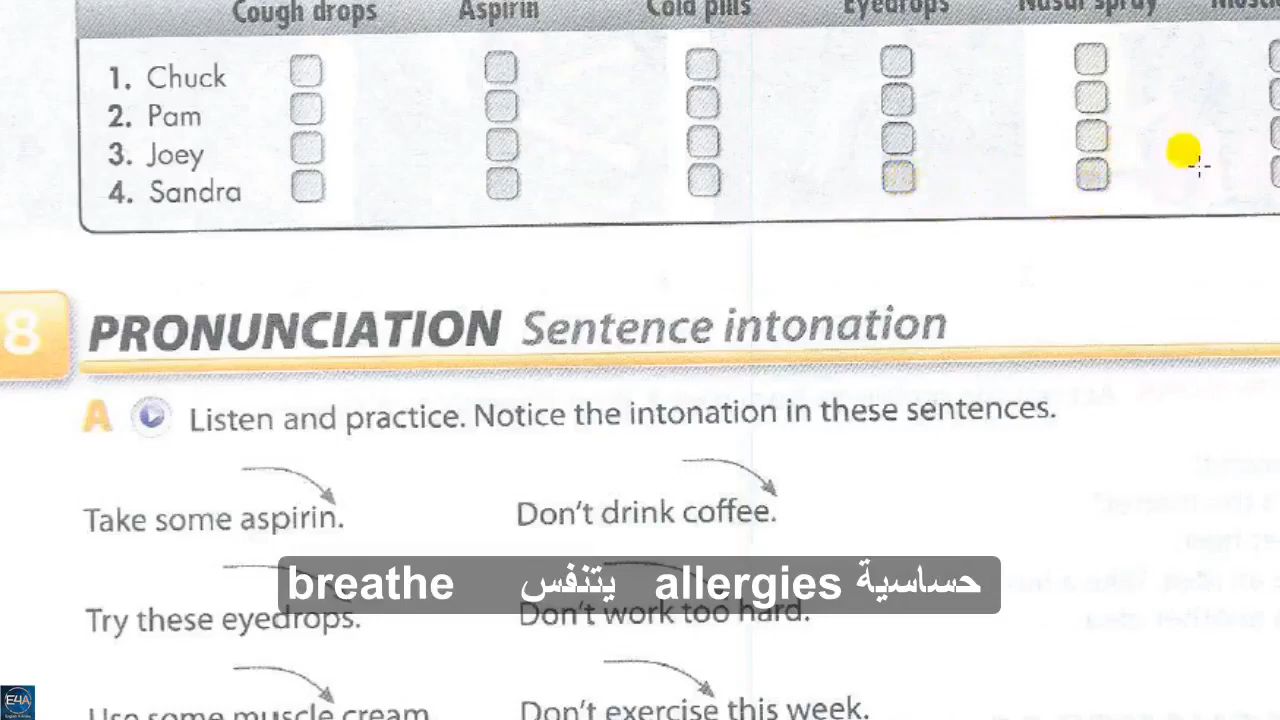 Cough drops Aspirin Cold pills Eyedrops Nasal spray
1. Chuck
2. Pam
3. Joey
4. Sandra
8 PRONUNCIATION Sentence intonation
A Listen and practice. Notice the intonation in these sentences.
Take some aspirin. Don't drink coffee.
breathe يتنفس allergies حساسية
Try these eyedrops. Don't work too hard.
Use some muscle cream. Don't exercise this week.
E4A